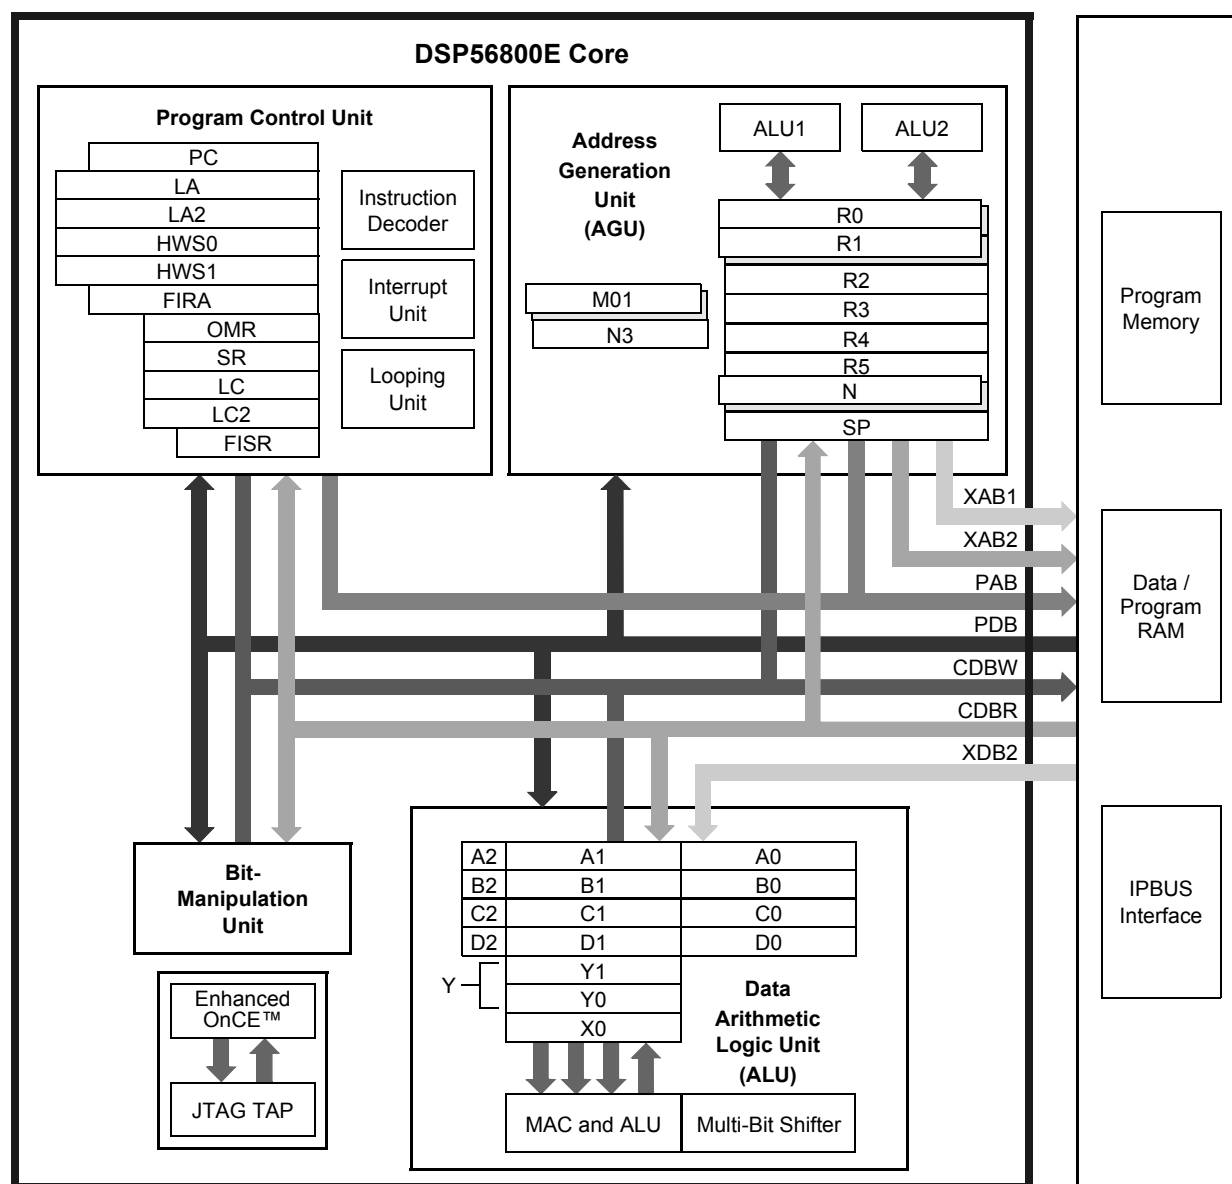 DSP56800E Core
Program Control Unit
PC
LA
LA2
HWS0
HWS1
FIRA
OMR
SR
LC
LC2
FISR
Instruction
Decoder
Interrupt
Unit
Looping
Unit
Address
Generation
Unit
(AGU)
ALU1
ALU2
R0
R1
R2
R3
R4
R5
N
SP
M01
N3
Program
Memory
Data /
Program
RAM
IPBUS
Interface
XAB1
XAB2
PAB
PDB
CDBW
CDBR
XDB2
Bit-
Manipulation
Unit
Enhanced
OnCE™
JTAG TAP
A2 A1 A0
B2 B1 B0
C2 C1 C0
D2 D1 D0
Y
Y1
Y0
X0
Data
Arithmetic
Logic Unit
(ALU)
MAC and ALU
Multi-Bit Shifter